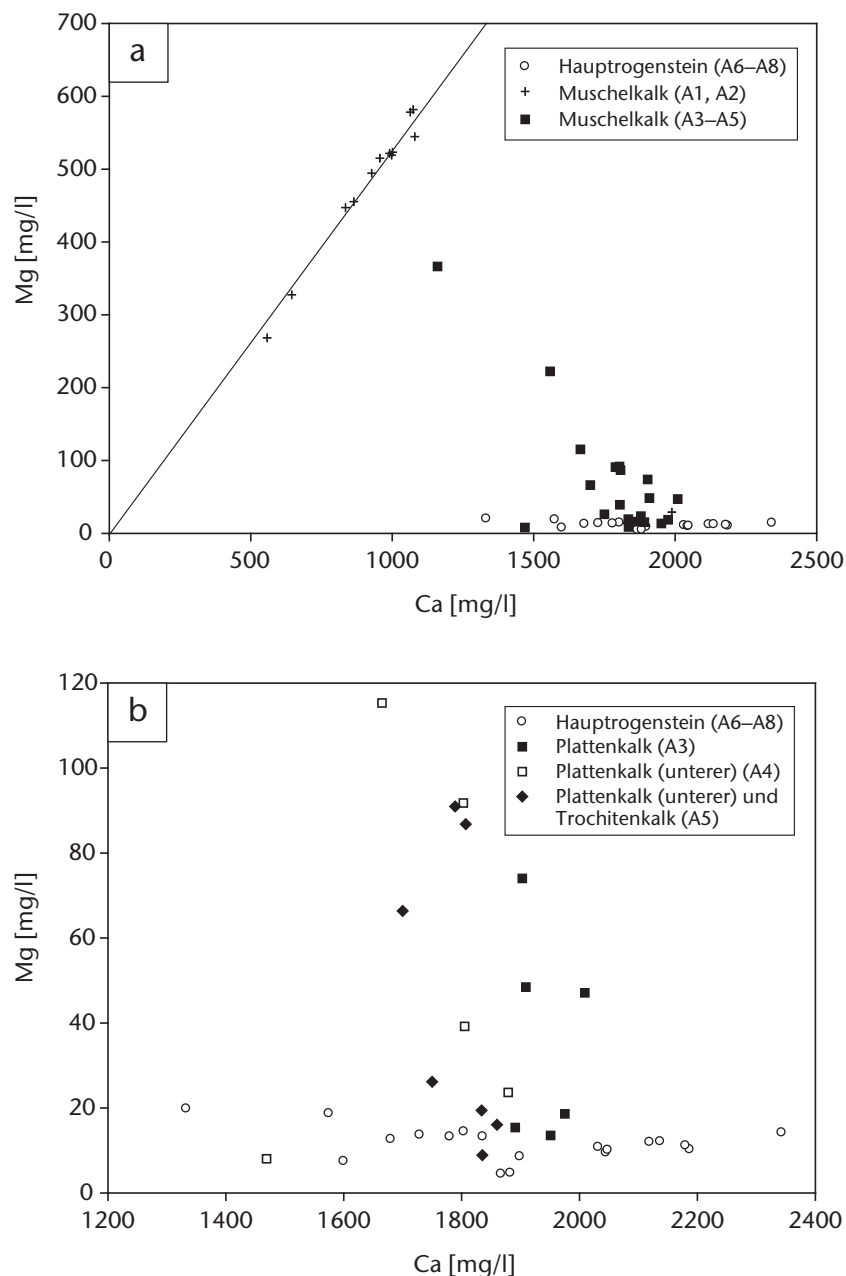 a
700
600
500
400
300
200
100
0
Mg [mg/l]
Hauptrogenstein (A6–A8)
Muschelkalk (A1, A2)
Muschelkalk (A3–A5)
0
500
1000
1500
2000
2500
Ca [mg/l]
b
120
100
80
60
40
20
0
Mg [mg/l]
Hauptrogenstein (A6–A8)
Plattenkalk (A3)
Plattenkalk (unterer) (A4)
Plattenkalk (unterer) und
Trochitenkalk (A5)
1200
1400
1600
1800
2000
2200
2400
Ca [mg/l]